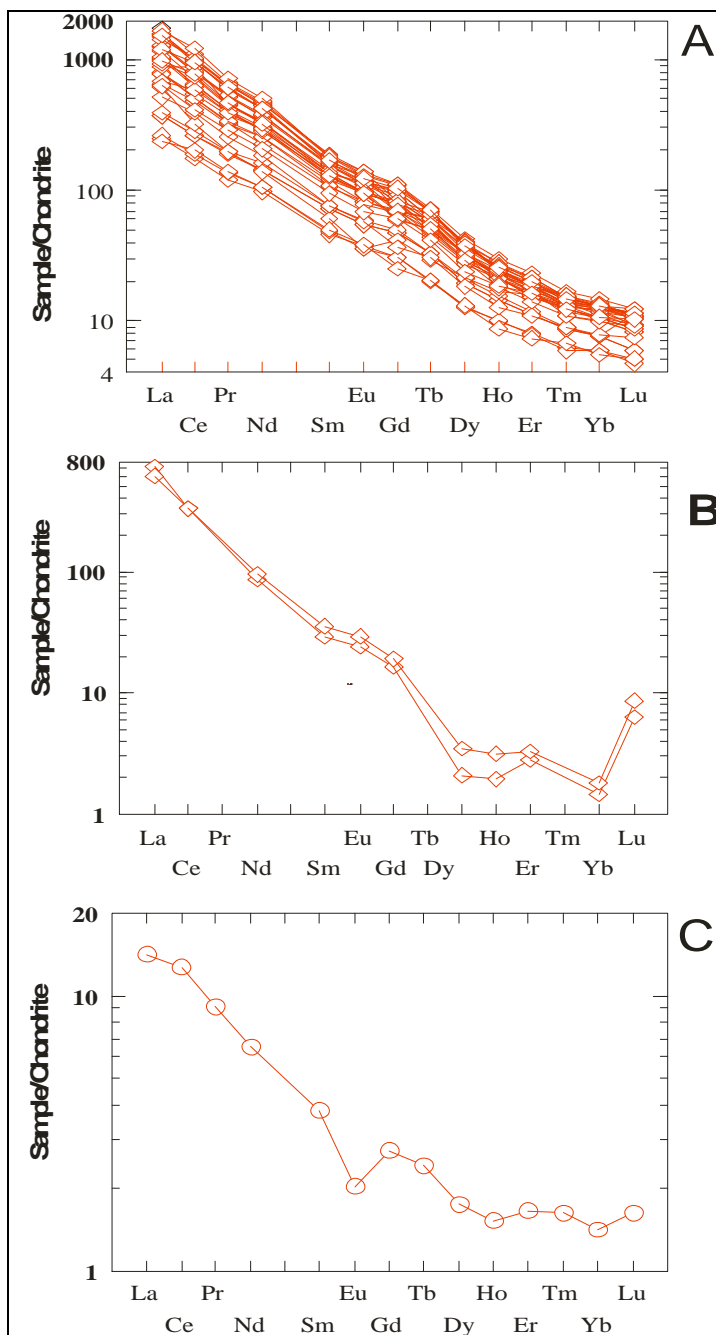 A
2000
1000
100
10
4
Sample/Chondrite
La Pr Eu Tb Ho Tm Lu
Ce Nd Sm Gd Dy Er Yb
B
800
100
10
1
Sample/Chondrite
La Pr Eu Tb Ho Tm Lu
Ce Nd Sm Gd Dy Er Yb
C
20
10
1
Sample/Chondrite
La Pr Eu Tb Ho Tm Lu
Ce Nd Sm Gd Dy Er Yb